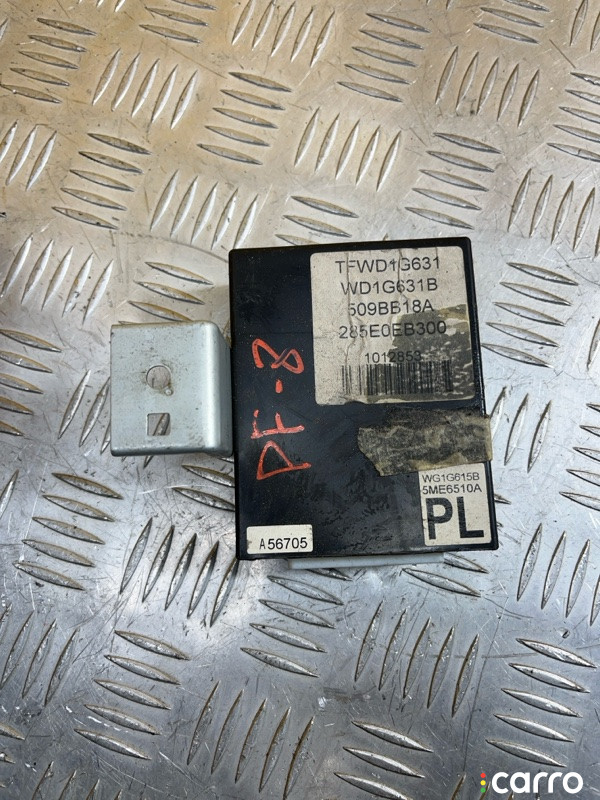 TFWD1G631
WD1G631B
509BB18A
285E0EB300
1012853
PF-8
WG1G615B
5ME6510A
PL
A56705
carro